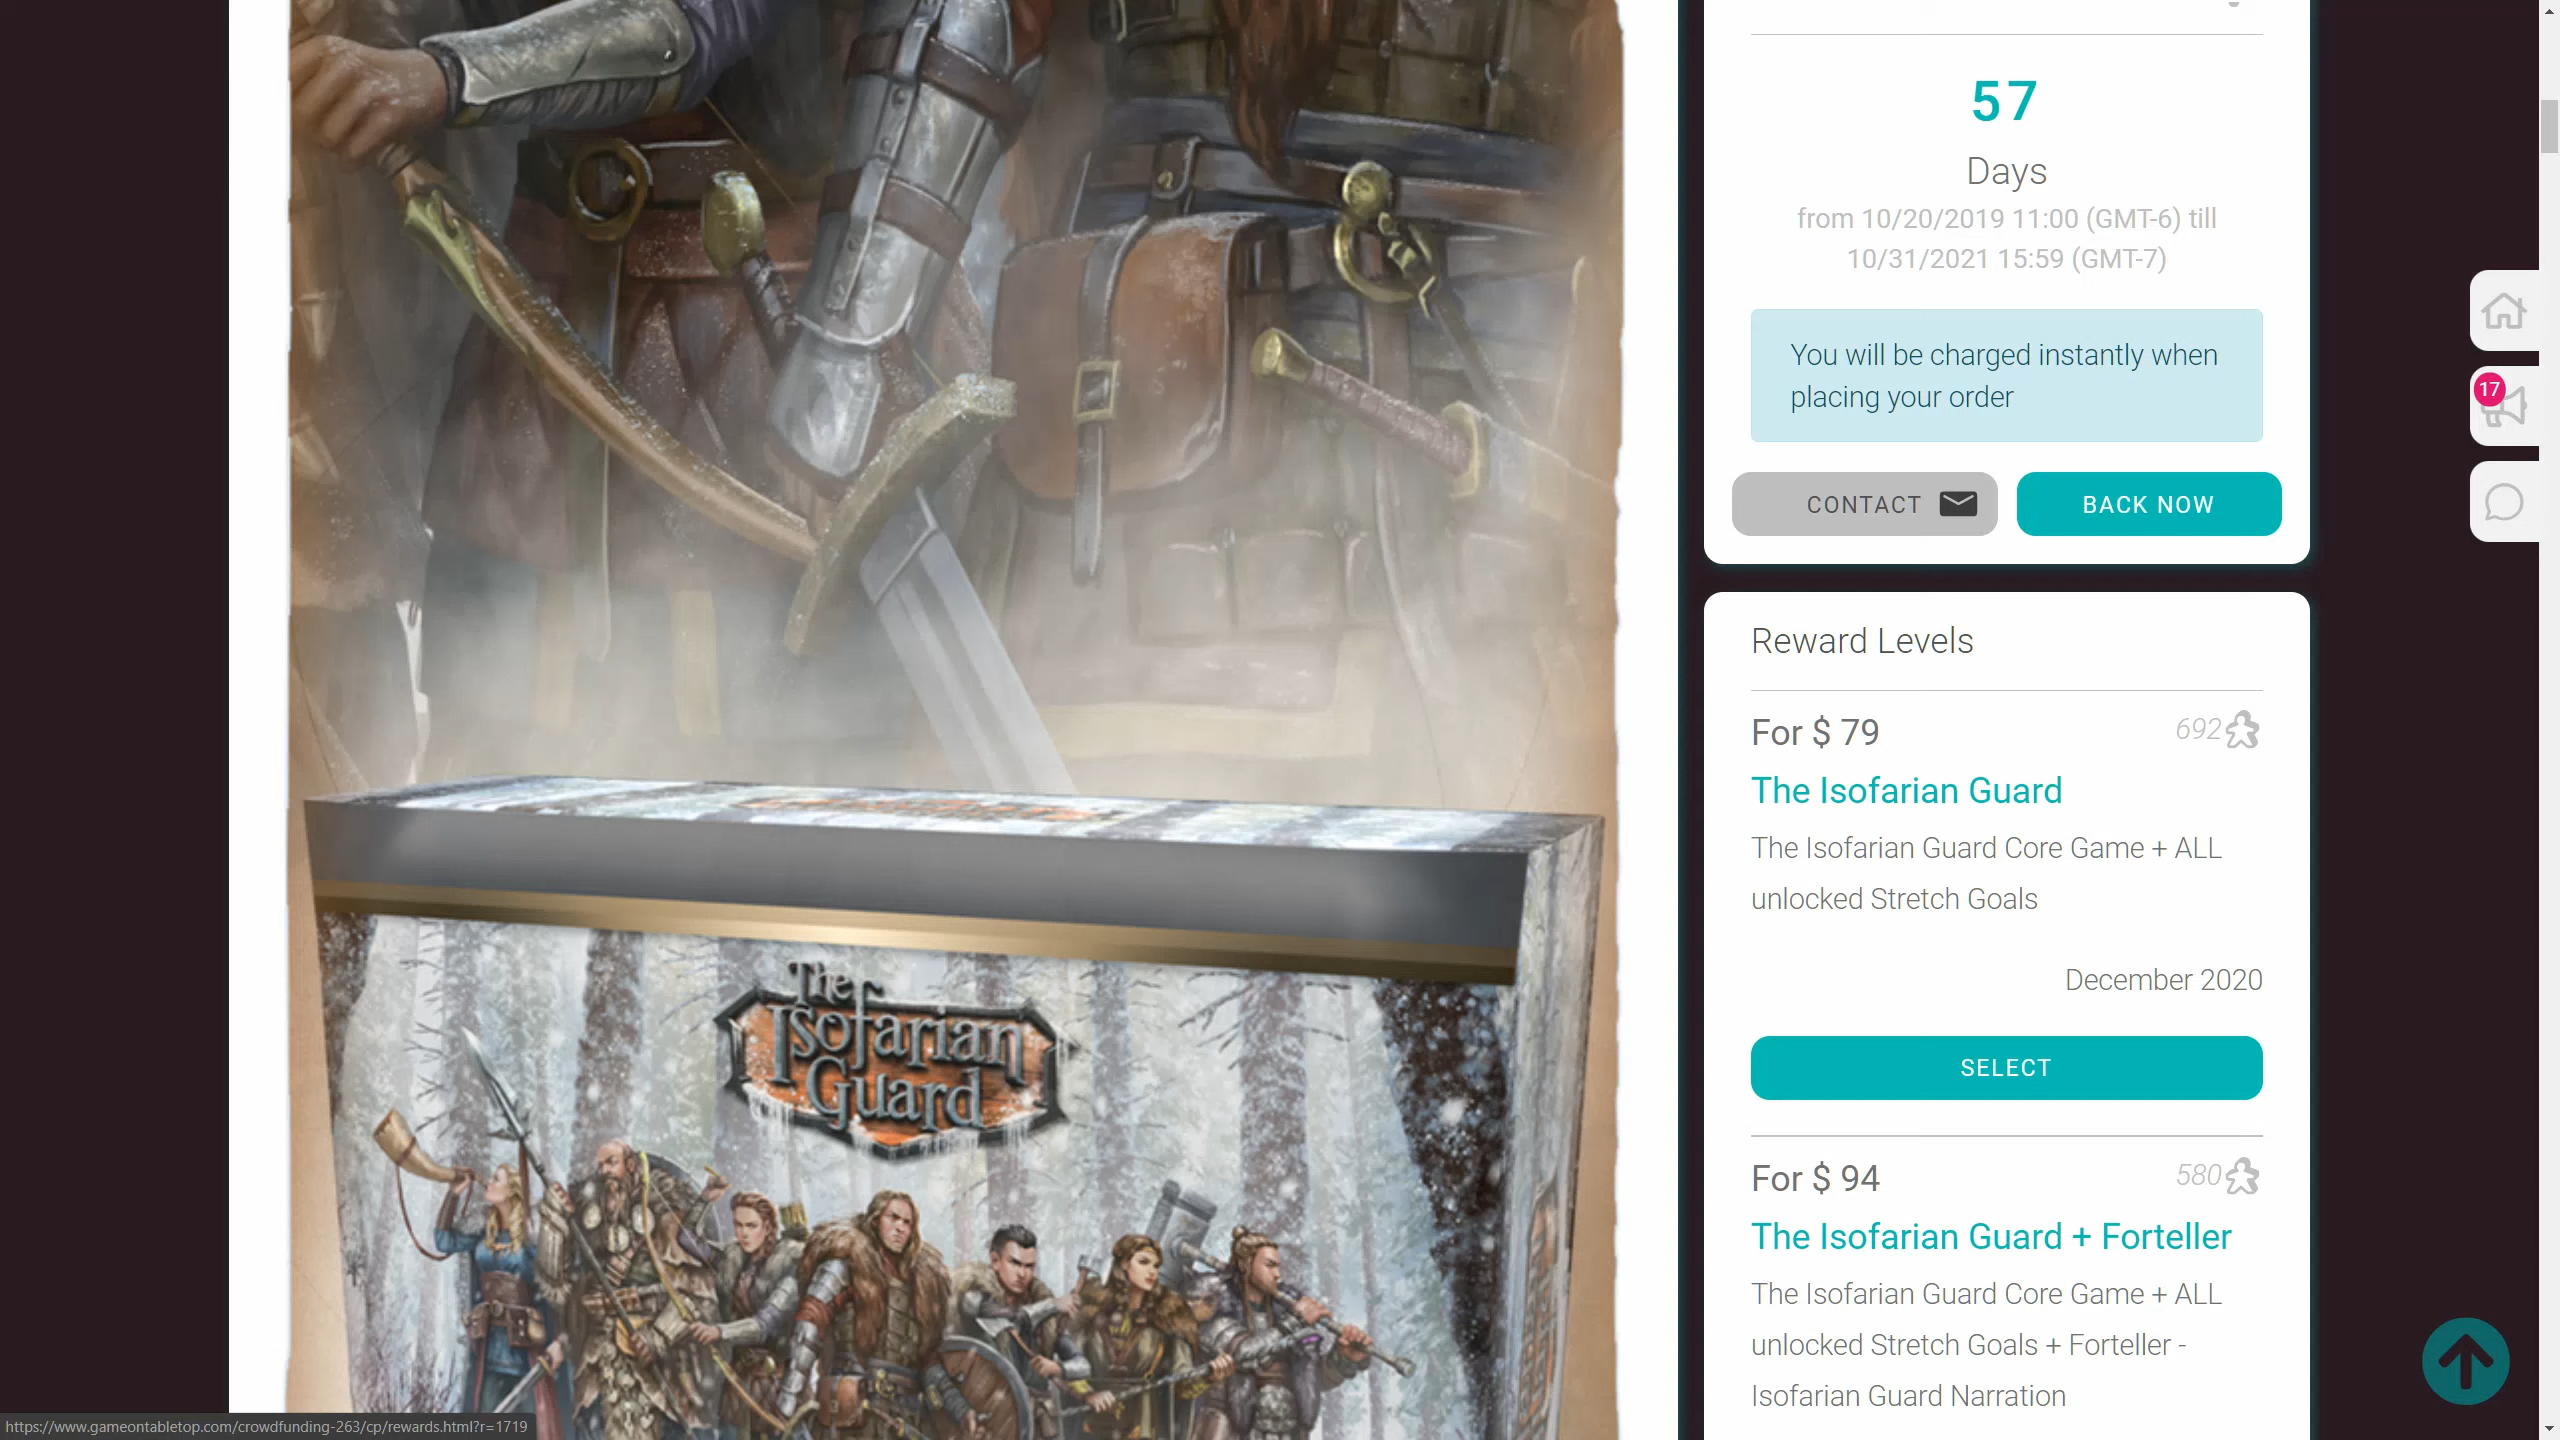 The
Isofarian
Guard
57
Days
from 10/20/2019 11:00 (GMT-6) till
10/31/2021 15:59 (GMT-7)
You will be charged instantly when
placing your order
CONTACT
BACK NOW
Reward Levels
For $ 79
692
The Isofarian Guard
The Isofarian Guard Core Game + ALL
unlocked Stretch Goals
December 2020
SELECT
For $ 94
580
The Isofarian Guard + Forteller
The Isofarian Guard Core Game + ALL
unlocked Stretch Goals + Forteller -
Isofarian Guard Narration
17
https://www.gameontabletop.com/crowdfunding-263/cp/rewards.html?r=1719